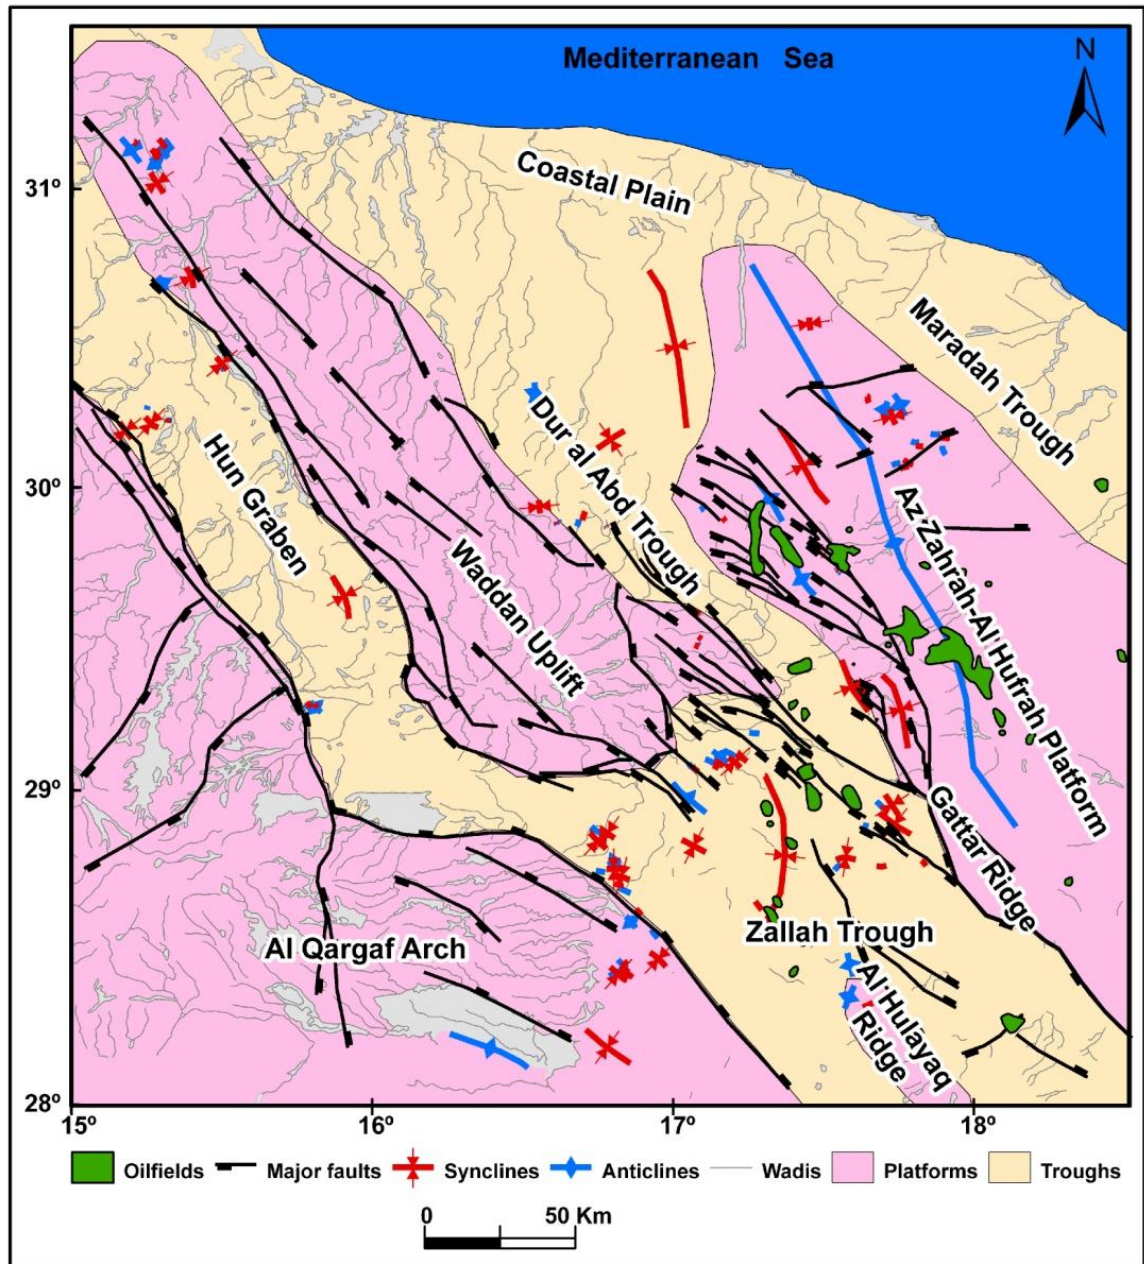 Mediterranean Sea
N
Coastal Plain
31º
Maradah Trough
Dur al Abd Trough
Hun Graben
30º
Az Zahrah-Al Hufrah Platform
Waddan Uplift
29º
Gattar Ridge
Zallah Trough
Al Qargaf Arch
Al Hulayaq
Ridge
28º
15º
16º
17º
18º
Oilfields
Major faults
Synclines
Anticlines
Wadis
Platforms
Troughs
0
50 Km